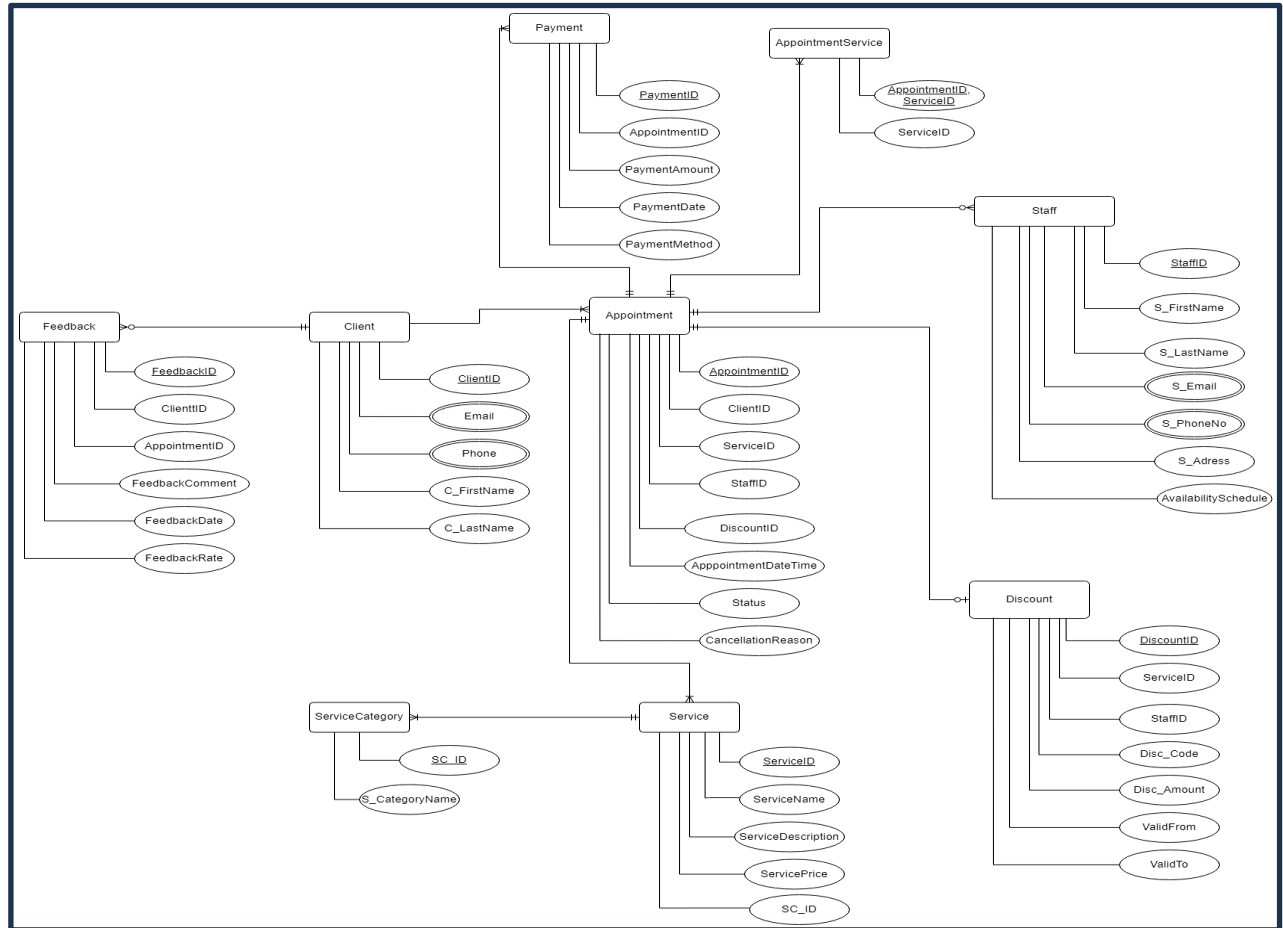 Payment
PaymentID
AppointmentID
PaymentAmount
PaymentDate
PaymentMethod
AppointmentService
AppointmentID,
ServiceID
ServiceID
Staff
StaffID
S_FirstName
S_LastName
S_Email
S_PhoneNo
S_Adress
AvailabilitySchedule
Feedback
FeedbackID
ClienttID
AppointmentID
FeedbackComment
FeedbackDate
FeedbackRate
Client
ClientID
Email
Phone
C_FirstName
C_LastName
Appointment
AppointmentID
ClientID
ServiceID
StaffID
DiscountID
ApppointmentDateTime
Status
CancellationReason
Discount
DiscountID
ServiceID
StaffID
Disc_Code
Disc_Amount
ValidFrom
ValidTo
ServiceCategory
SC_ID
S_CategoryName
Service
ServiceID
ServiceName
ServiceDescription
ServicePrice
SC_ID